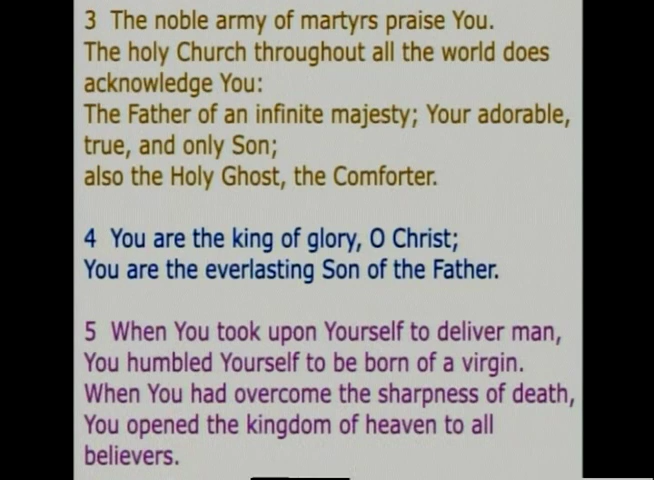 3 The noble army of martyrs praise You.
The holy Church throughout all the world does
acknowledge You:
The Father of an infinite majesty; Your adorable,
true, and only Son;
also the Holy Ghost, the Comforter.
4 You are the king of glory, O Christ;
You are the everlasting Son of the Father.
5 When You took upon Yourself to deliver man,
You humbled Yourself to be born of a virgin.
When You had overcome the sharpness of death,
You opened the kingdom of heaven to all
believers.